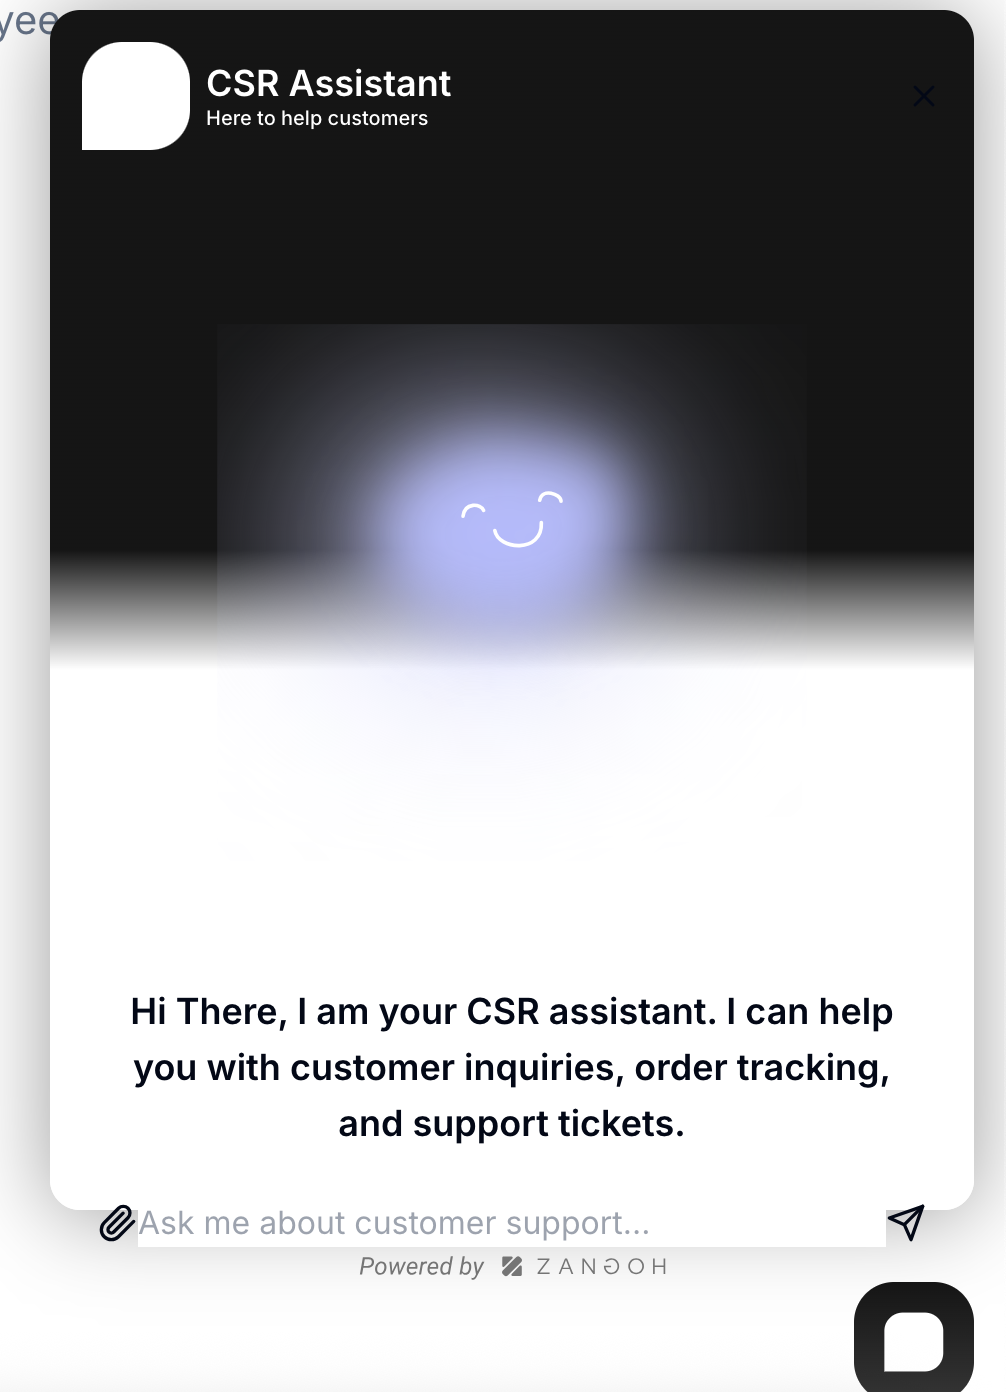 yee
CSR Assistant
Here to help customers
Hi There, I am your CSR assistant. I can help
you with customer inquiries, order tracking,
and support tickets.
Ask me about customer support...
Powered by ZANGOH